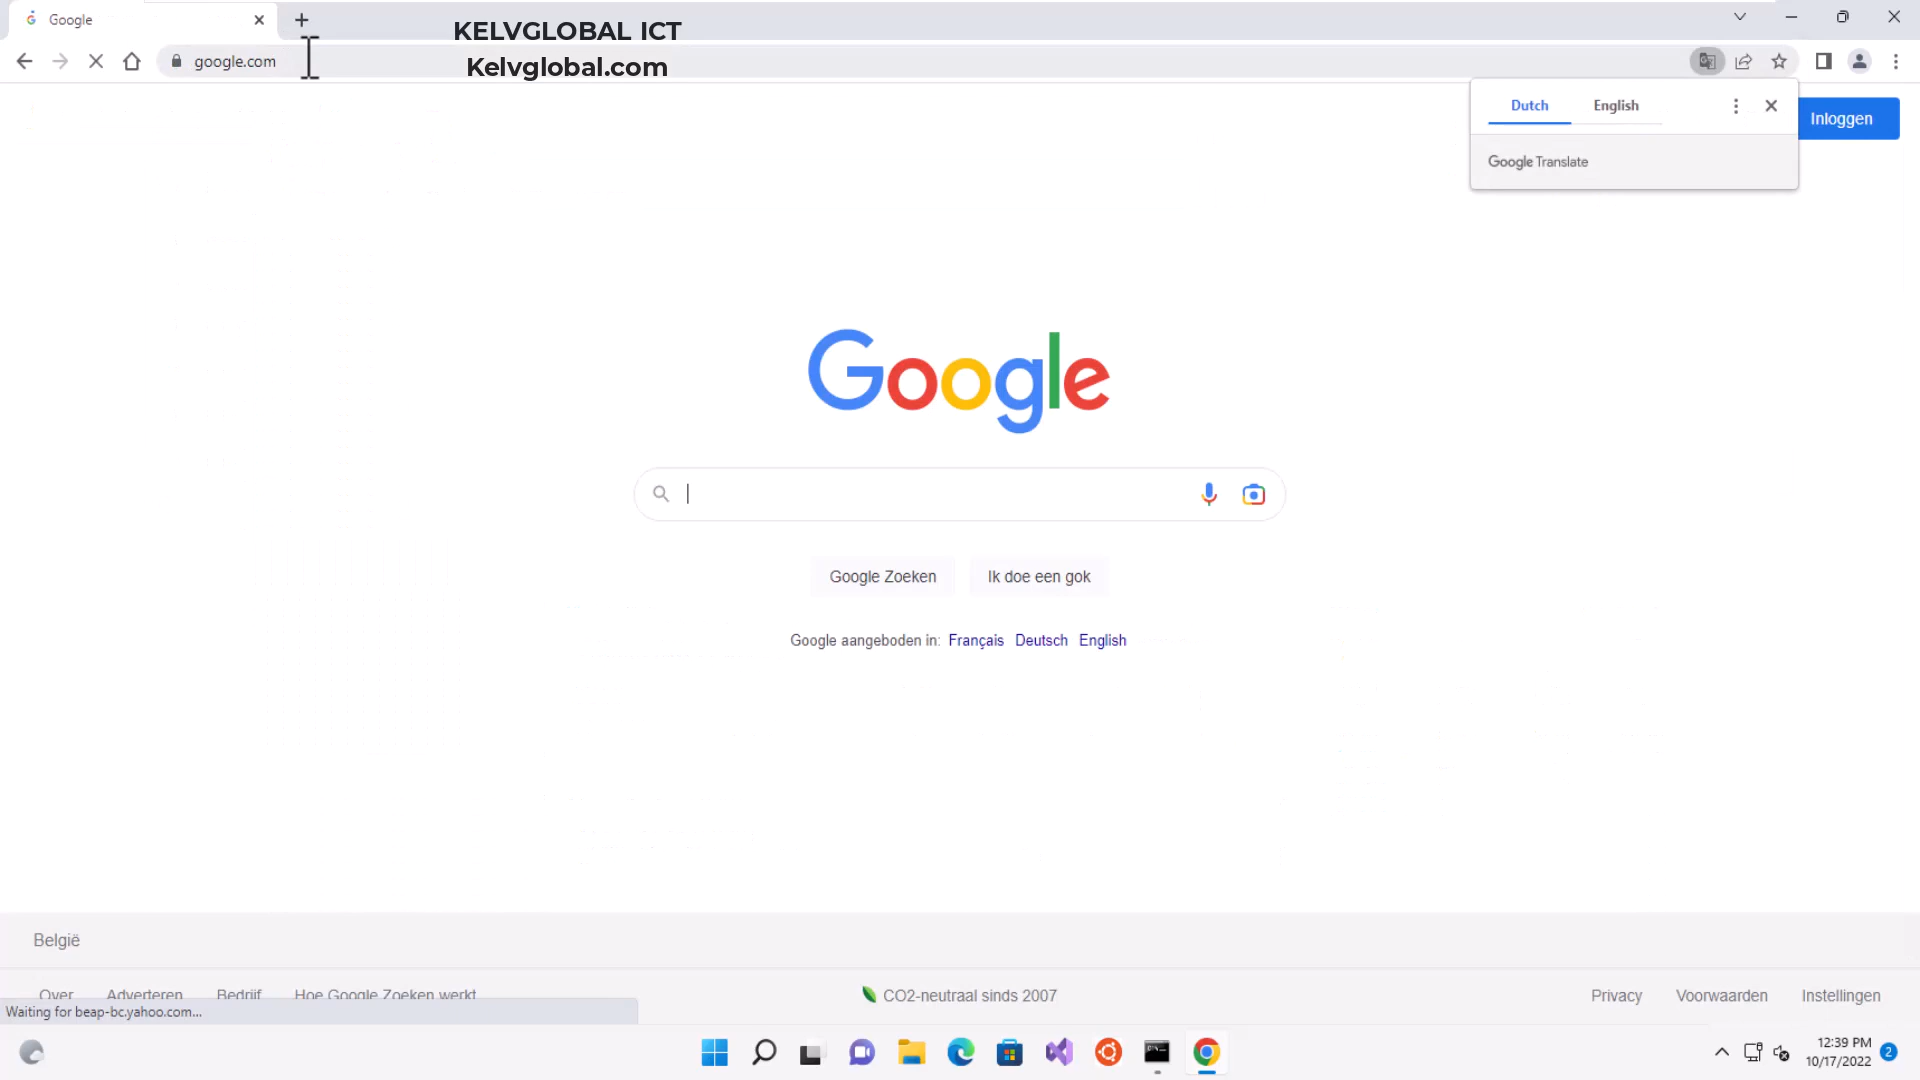 Google
KELVGLOBAL ICT
google.com
Kelvglobal.com
Dutch English
Inloggen
Google Translate
Google
Google Zoeken Ik doe een gok
Google aangeboden in: Français Deutsch English
België
Over Adverteren Bedrijf Hoe Google Zoeken werkt
CO2-neutraal sinds 2007
Privacy Voorwaarden Instellingen
Waiting for beap-bc.yahoo.com...
12:39 PM
10/17/2022 2